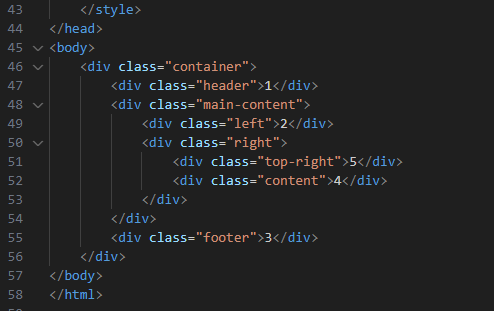 43 </style>
44 </head>
45 <body>
46 <div class="container">
47 <div class="header">1</div>
48 <div class="main-content">
49 <div class="left">2</div>
50 <div class="right">
51 <div class="top-right">5</div>
52 <div class="content">4</div>
53 </div>
54 </div>
55 <div class="footer">3</div>
56 </div>
57 </body>
58 </html>